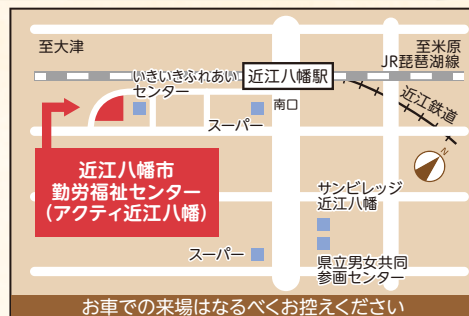 至大津
至米原
JR琵琶湖線
近江八幡駅
いきいきふれあい
センター
南口
スーパー
近江鉄道
N
近江八幡市
勤労福祉センター
(アクティ近江八幡)
サンビレッジ
近江八幡
スーパー
県立男女共同
参画センター
お車での来場はなるべくお控えください